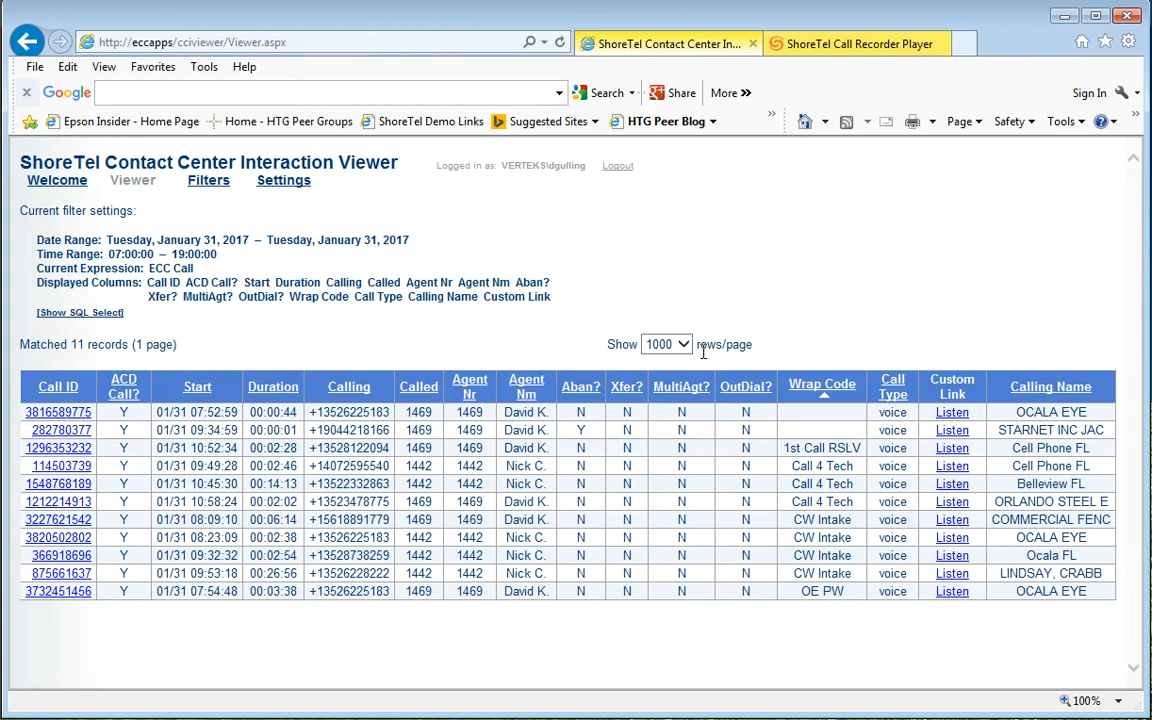 http://eccapps/cciviewer/Viewer.aspx
ShoreTel Contact Center In...
ShoreTel Call Recorder Player
File Edit View Favorites Tools Help
Google Search Share More » Sign In
Epson Insider - Home Page Home - HTG Peer Groups ShoreTel Demo Links Suggested Sites HTG Peer Blog » Page Safety Tools »
ShoreTel Contact Center Interaction Viewer Logged in as: VERTEKS\dgulling Logout
Welcome Viewer Filters Settings
Current filter settings:
Date Range: Tuesday, January 31, 2017 – Tuesday, January 31, 2017
Time Range: 07:00:00 – 19:00:00
Current Expression: ECC Call
Displayed Columns: Call ID ACD Call? Start Duration Calling Called Agent Nr Agent Nm Aban?
Xfer? MultiAgt? OutDial? Wrap Code Call Type Calling Name Custom Link
[Show SQL Select]
Matched 11 records (1 page) Show 1000 rows/page
Call ID ACD Call? Start Duration Calling Called Agent Nr Agent Nm Aban? Xfer? MultiAgt? OutDial? Wrap Code Call Type Custom Link Calling Name
3816589775 Y 01/31 07:52:59 00:00:44 +13526225183 1469 1469 David K. N N N N voice Listen OCALA EYE
282780377 Y 01/31 09:34:59 00:00:01 +19044218166 1469 1469 David K. Y N N N voice Listen STARNET INC JAC
1296353232 Y 01/31 10:52:34 00:02:28 +13528122094 1469 1469 David K. N N N N 1st Call RSLV voice Listen Cell Phone FL
114503739 Y 01/31 09:49:28 00:02:46 +14072595540 1442 1442 Nick C. N N N N Call 4 Tech voice Listen Cell Phone FL
1548768189 Y 01/31 10:45:30 00:14:13 +13522332863 1442 1442 Nick C. N N N N Call 4 Tech voice Listen Belleview FL
1212214913 Y 01/31 10:58:24 00:02:02 +13523478775 1469 1469 David K. N N N N Call 4 Tech voice Listen ORLANDO STEEL E
3227621542 Y 01/31 08:09:10 00:06:14 +15618891779 1469 1469 David K. N N N N CW Intake voice Listen COMMERCIAL FENC
3820502802 Y 01/31 08:23:09 00:02:38 +13526225183 1442 1442 Nick C. N N N N CW Intake voice Listen OCALA EYE
366918696 Y 01/31 09:32:32 00:02:54 +13528738259 1442 1442 Nick C. N N N N CW Intake voice Listen Ocala FL
875661637 Y 01/31 09:53:18 00:26:56 +13526228222 1442 1442 Nick C. N N N N CW Intake voice Listen LINDSAY, CRABB
3732451456 Y 01/31 07:54:48 00:03:38 +13526225183 1469 1469 David K. N N N N OE PW voice Listen OCALA EYE
100%